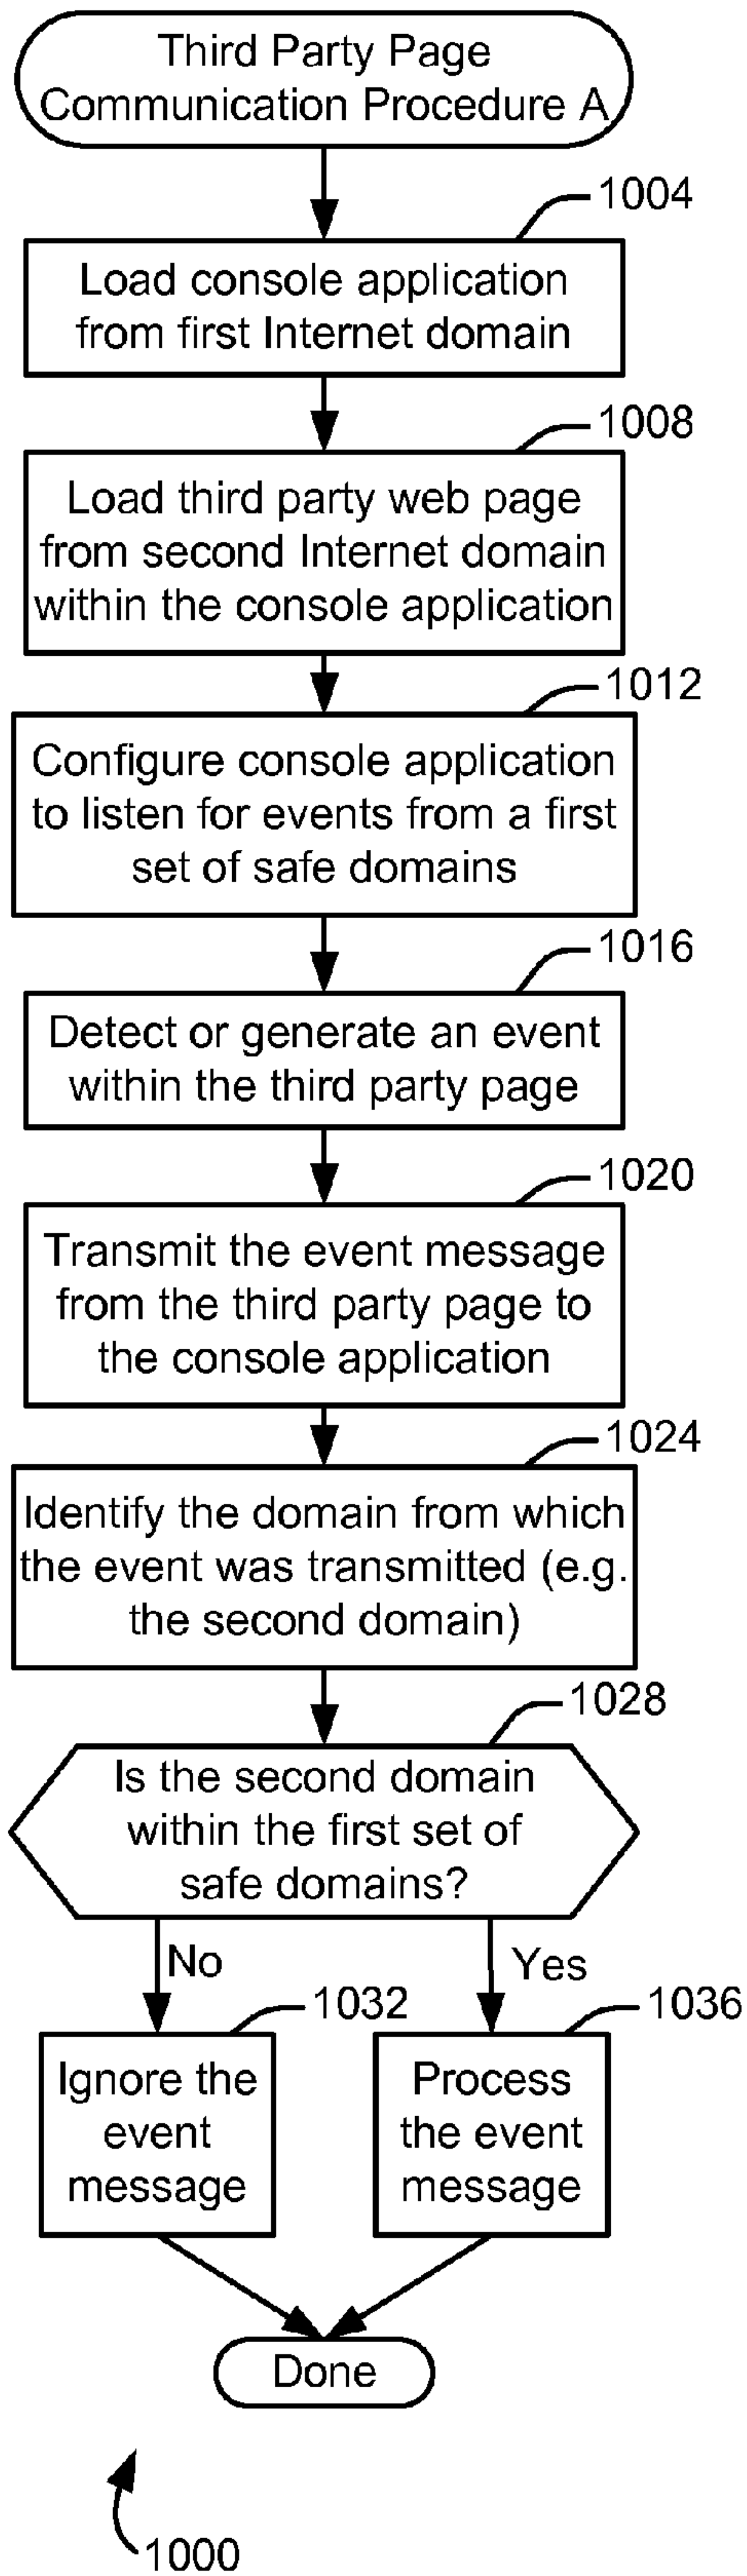 Third Party Page
Communication Procedure A
1004
Load console application
from first Internet domain
1008
Load third party web page
from second Internet domain
within the console application
1012
Configure console application
to listen for events from a first
set of safe domains
1016
Detect or generate an event
within the third party page
1020
Transmit the event message
from the third party page to
the console application
1024
Identify the domain from which
the event was transmitted (e.g.
the second domain)
1028
Is the second domain
within the first set of
safe domains?
No
Yes
1032
Ignore the
event
message
1036
Process
the event
message
Done
1000